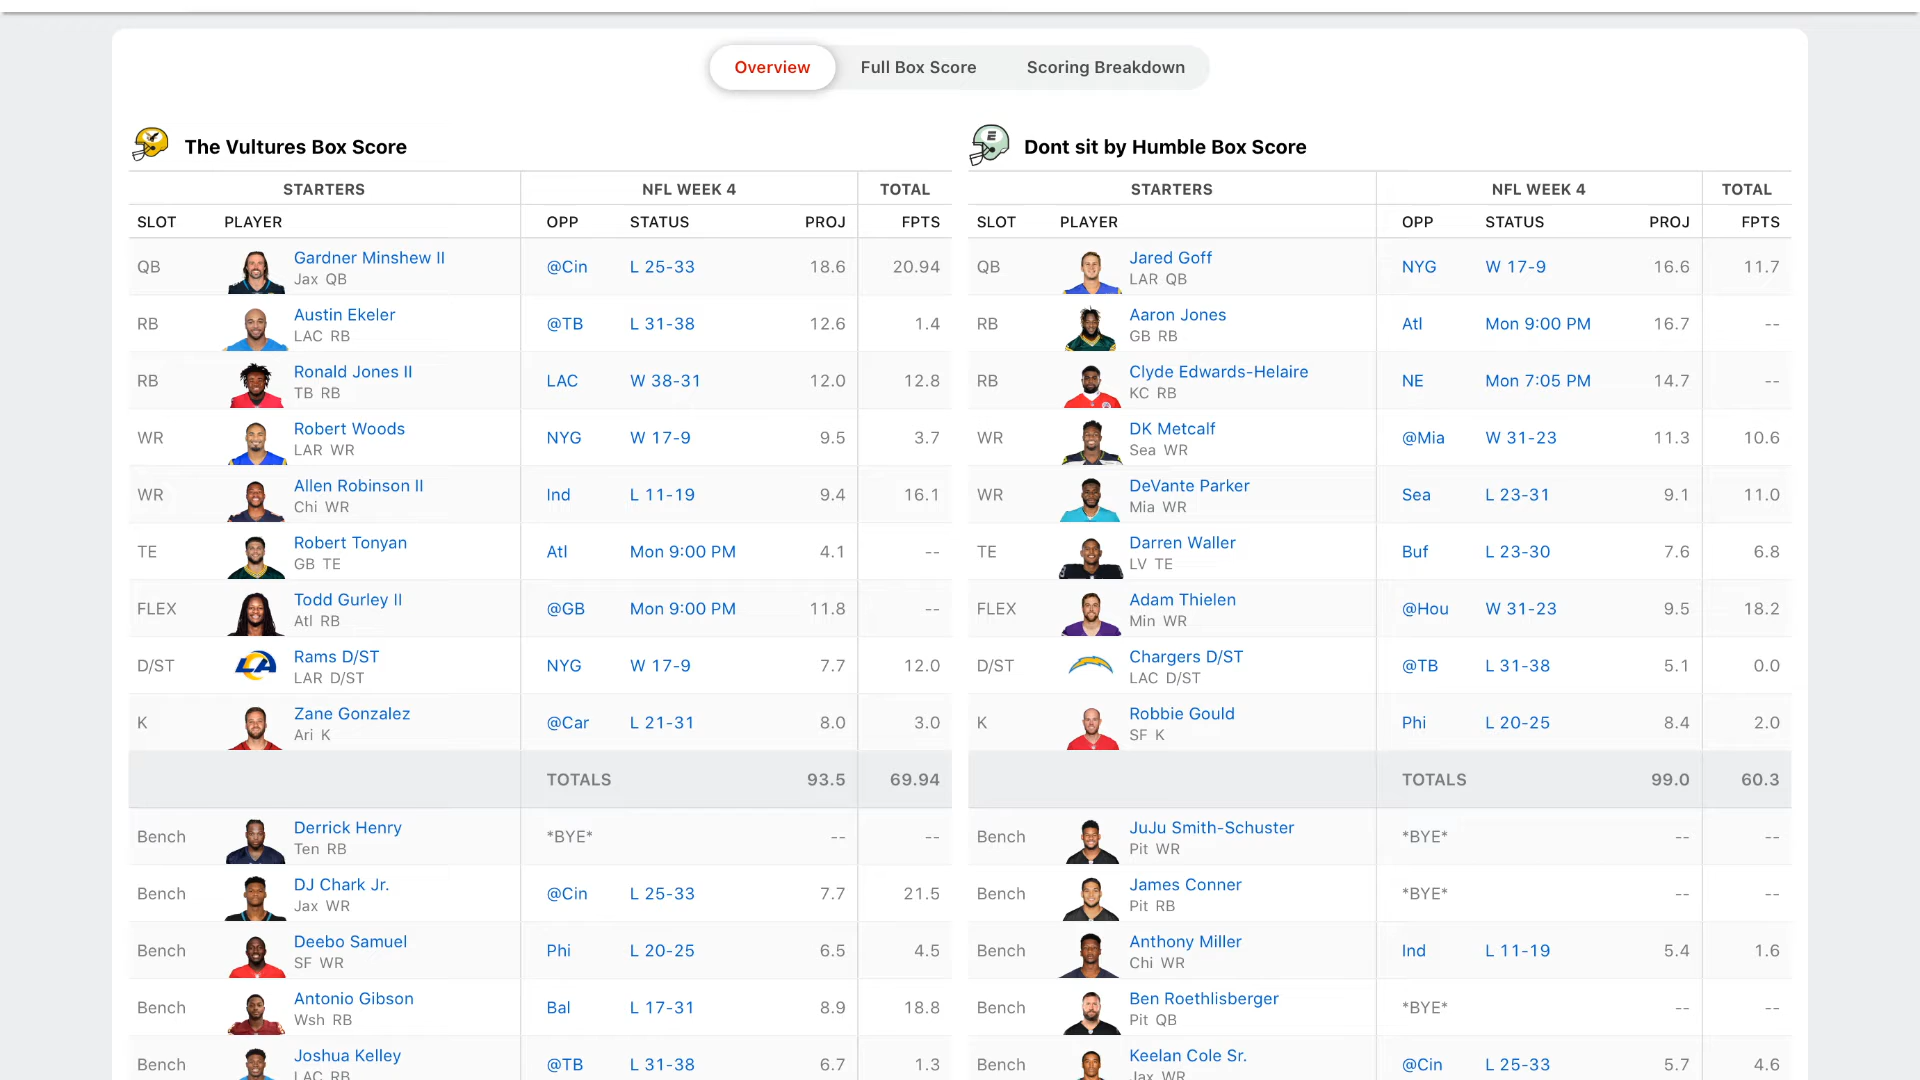 Overview Full Box Score Scoring Breakdown
The Vultures Box Score
STARTERS NFL WEEK 4 TOTAL
SLOT PLAYER OPP STATUS PROJ FPTS
QB Gardner Minshew II @Cin L 25-33 18.6 20.94
Jax QB
RB Austin Ekeler @TB L 31-38 12.6 1.4
LAC RB
RB Ronald Jones II LAC W 38-31 12.0 12.8
TB RB
WR Robert Woods NYG W 17-9 9.5 3.7
LAR WR
WR Allen Robinson II Ind L 11-19 9.4 16.1
Chi WR
TE Robert Tonyan Atl Mon 9:00 PM 4.1 --
GB TE
FLEX Todd Gurley II @GB Mon 9:00 PM 11.8 --
Atl RB
D/ST Rams D/ST NYG W 17-9 7.7 12.0
LAR D/ST
K Zane Gonzalez @Car L 21-31 8.0 3.0
Ari K
TOTALS 93.5 69.94
Bench Derrick Henry *BYE* -- --
Ten RB
Bench DJ Chark Jr. @Cin L 25-33 7.7 21.5
Jax WR
Bench Deebo Samuel Phi L 20-25 6.5 4.5
SF WR
Bench Antonio Gibson Bal L 17-31 8.9 18.8
Wsh RB
Bench Joshua Kelley @TB L 31-38 6.7 1.3
LAC RB
Dont sit by Humble Box Score
STARTERS NFL WEEK 4 TOTAL
SLOT PLAYER OPP STATUS PROJ FPTS
QB Jared Goff NYG W 17-9 16.6 11.7
LAR QB
RB Aaron Jones Atl Mon 9:00 PM 16.7 --
GB RB
RB Clyde Edwards-Helaire NE Mon 7:05 PM 14.7 --
KC RB
WR DK Metcalf @Mia W 31-23 11.3 10.6
Sea WR
WR DeVante Parker Sea L 23-31 9.1 11.0
Mia WR
TE Darren Waller Buf L 23-30 7.6 6.8
LV TE
FLEX Adam Thielen @Hou W 31-23 9.5 18.2
Min WR
D/ST Chargers D/ST @TB L 31-38 5.1 0.0
LAC D/ST
K Robbie Gould Phi L 20-25 8.4 2.0
SF K
TOTALS 99.0 60.3
Bench JuJu Smith-Schuster *BYE* -- --
Pit WR
Bench James Conner *BYE* -- --
Pit RB
Bench Anthony Miller Ind L 11-19 5.4 1.6
Chi WR
Bench Ben Roethlisberger *BYE* -- --
Pit QB
Bench Keelan Cole Sr. @Cin L 25-33 5.7 4.6
Jax WR